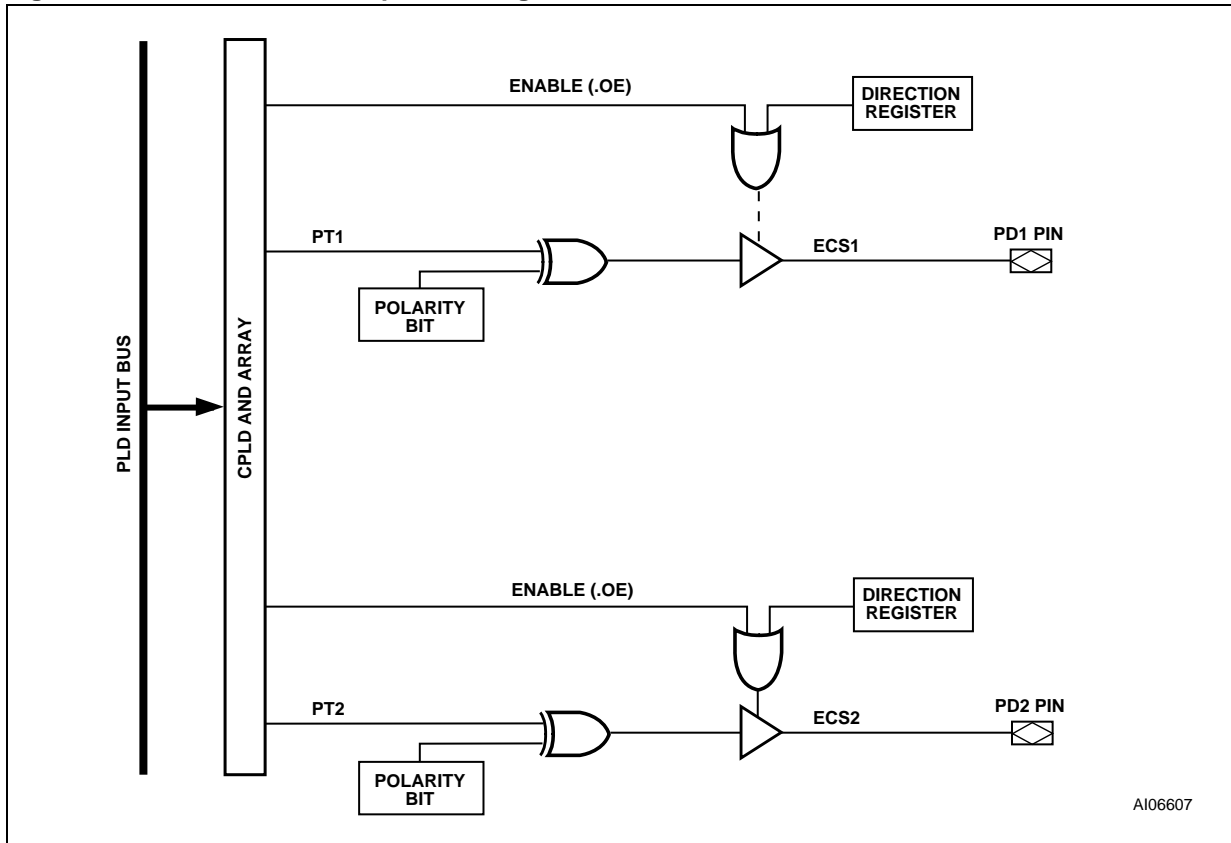 ENABLE (.OE)
DIRECTION
REGISTER
PT1
ECS1
PD1 PIN
POLARITY
BIT
PLD INPUT BUS
CPLD AND ARRAY
ENABLE (.OE)
DIRECTION
REGISTER
PT2
ECS2
PD2 PIN
POLARITY
BIT
AI06607